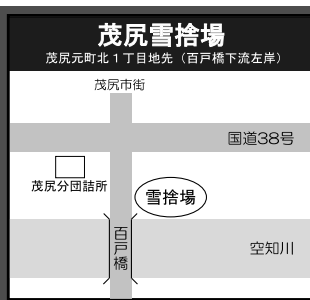 茂尻雪捨場
茂尻元町北１丁目地先（百戸橋下流左岸）
茂尻市街
国道38号
茂尻分団詰所
雪捨場
百戸橋
空知川